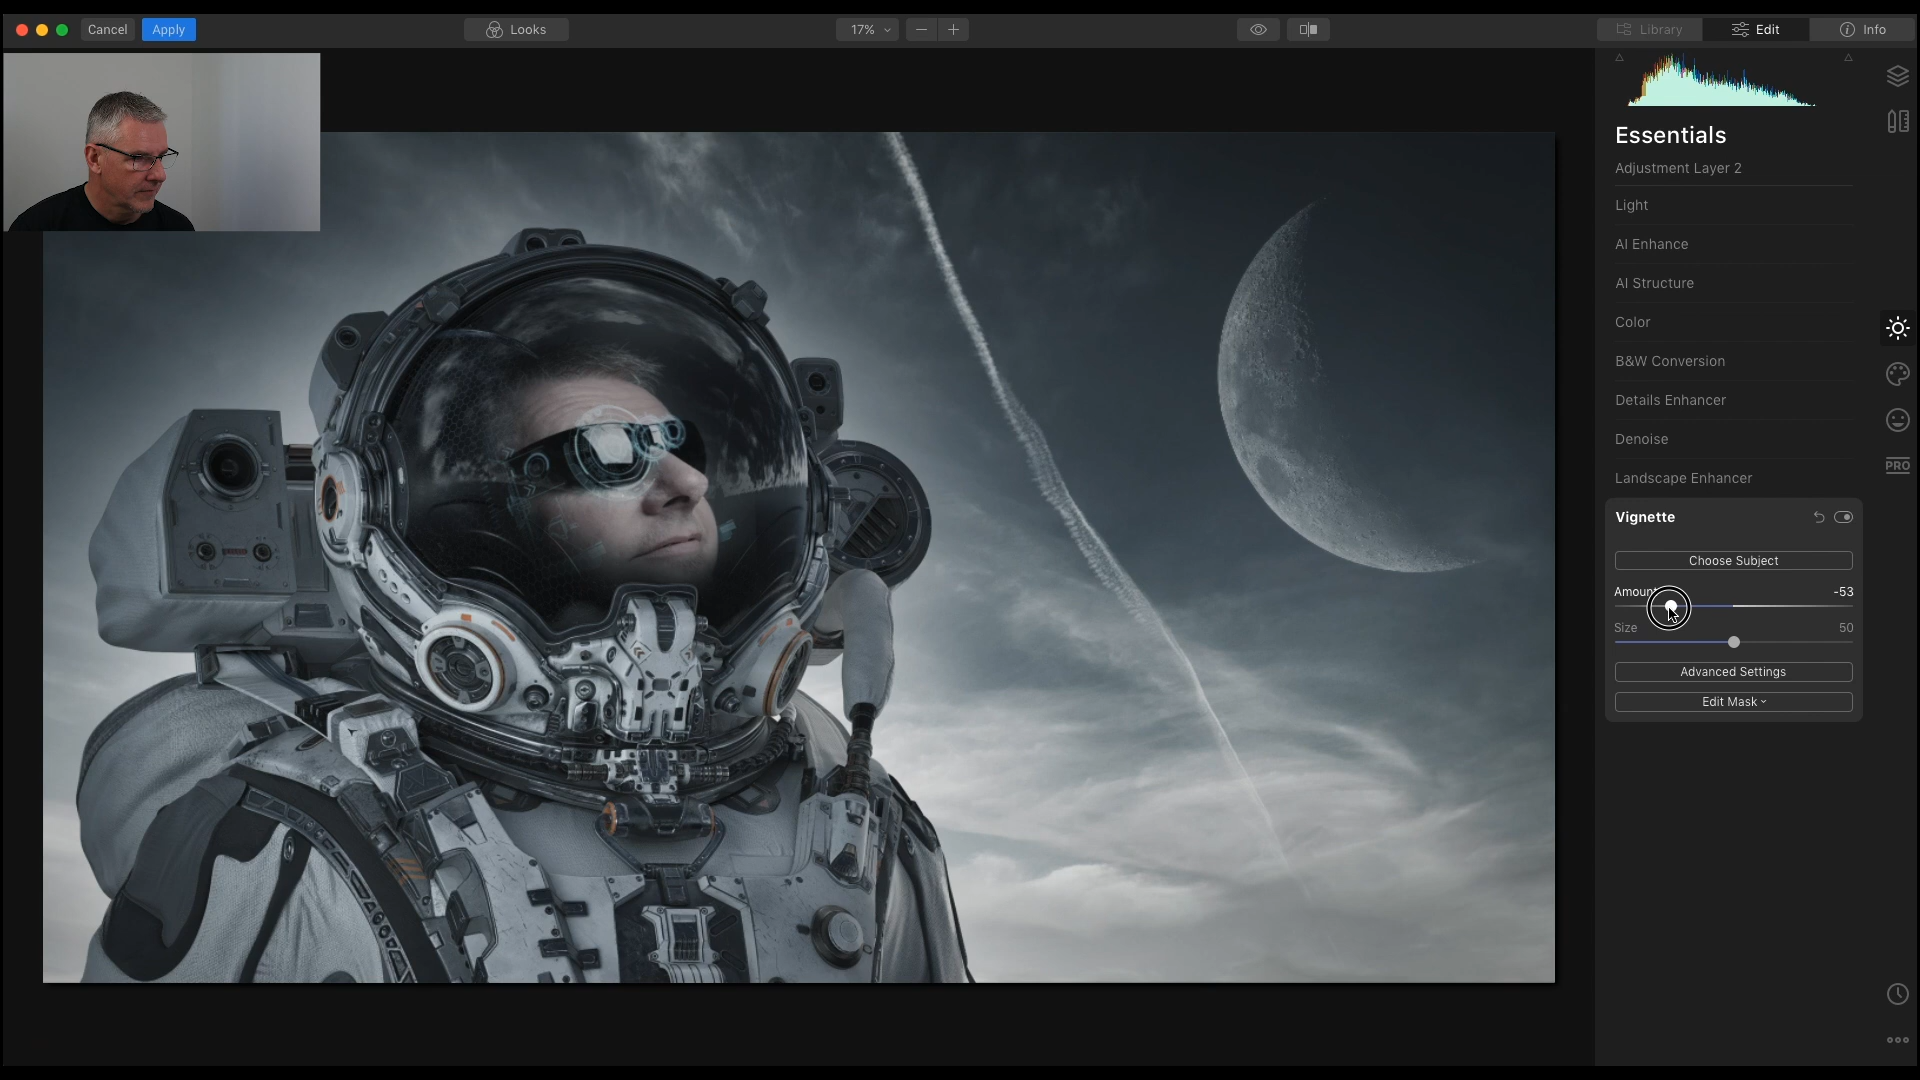 Cancel
Apply
Looks
17%
Library
Edit
Info
Essentials
Adjustment Layer 2
Light
AI Enhance
AI Structure
Color
B&W Conversion
Details Enhancer
Denoise
Landscape Enhancer
PRO
Vignette
Choose Subject
Amount -53
Size 50
Advanced Settings
Edit Mask